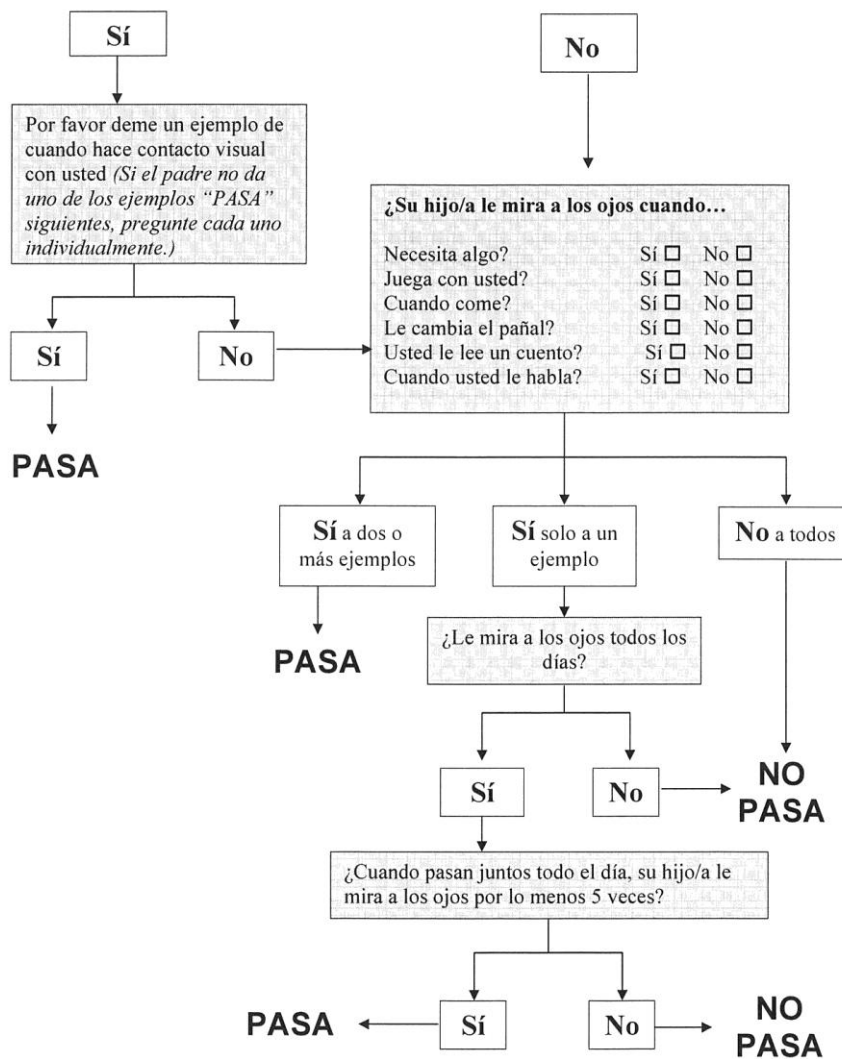 Sí
No
Por favor deme un ejemplo de
cuando hace contacto visual
con usted (Si el padre no da
uno de los ejemplos “PASA”
siguientes, pregunte cada uno
individualmente.)
¿Su hijo/a le mira a los ojos cuando…
Necesita algo? Sí □ No □
Juega con usted? Sí □ No □
Cuando come? Sí □ No □
Le cambia el pañal? Sí □ No □
Usted le lee un cuento? Sí □ No □
Cuando usted le habla? Sí □ No □
Sí
No
PASA
Sí a dos o
más ejemplos
Sí solo a un
ejemplo
No a todos
PASA
¿Le mira a los ojos todos los
días?
Sí
No
NO
PASA
¿Cuando pasan juntos todo el día, su hijo/a le
mira a los ojos por lo menos 5 veces?
PASA
Sí
No
NO
PASA